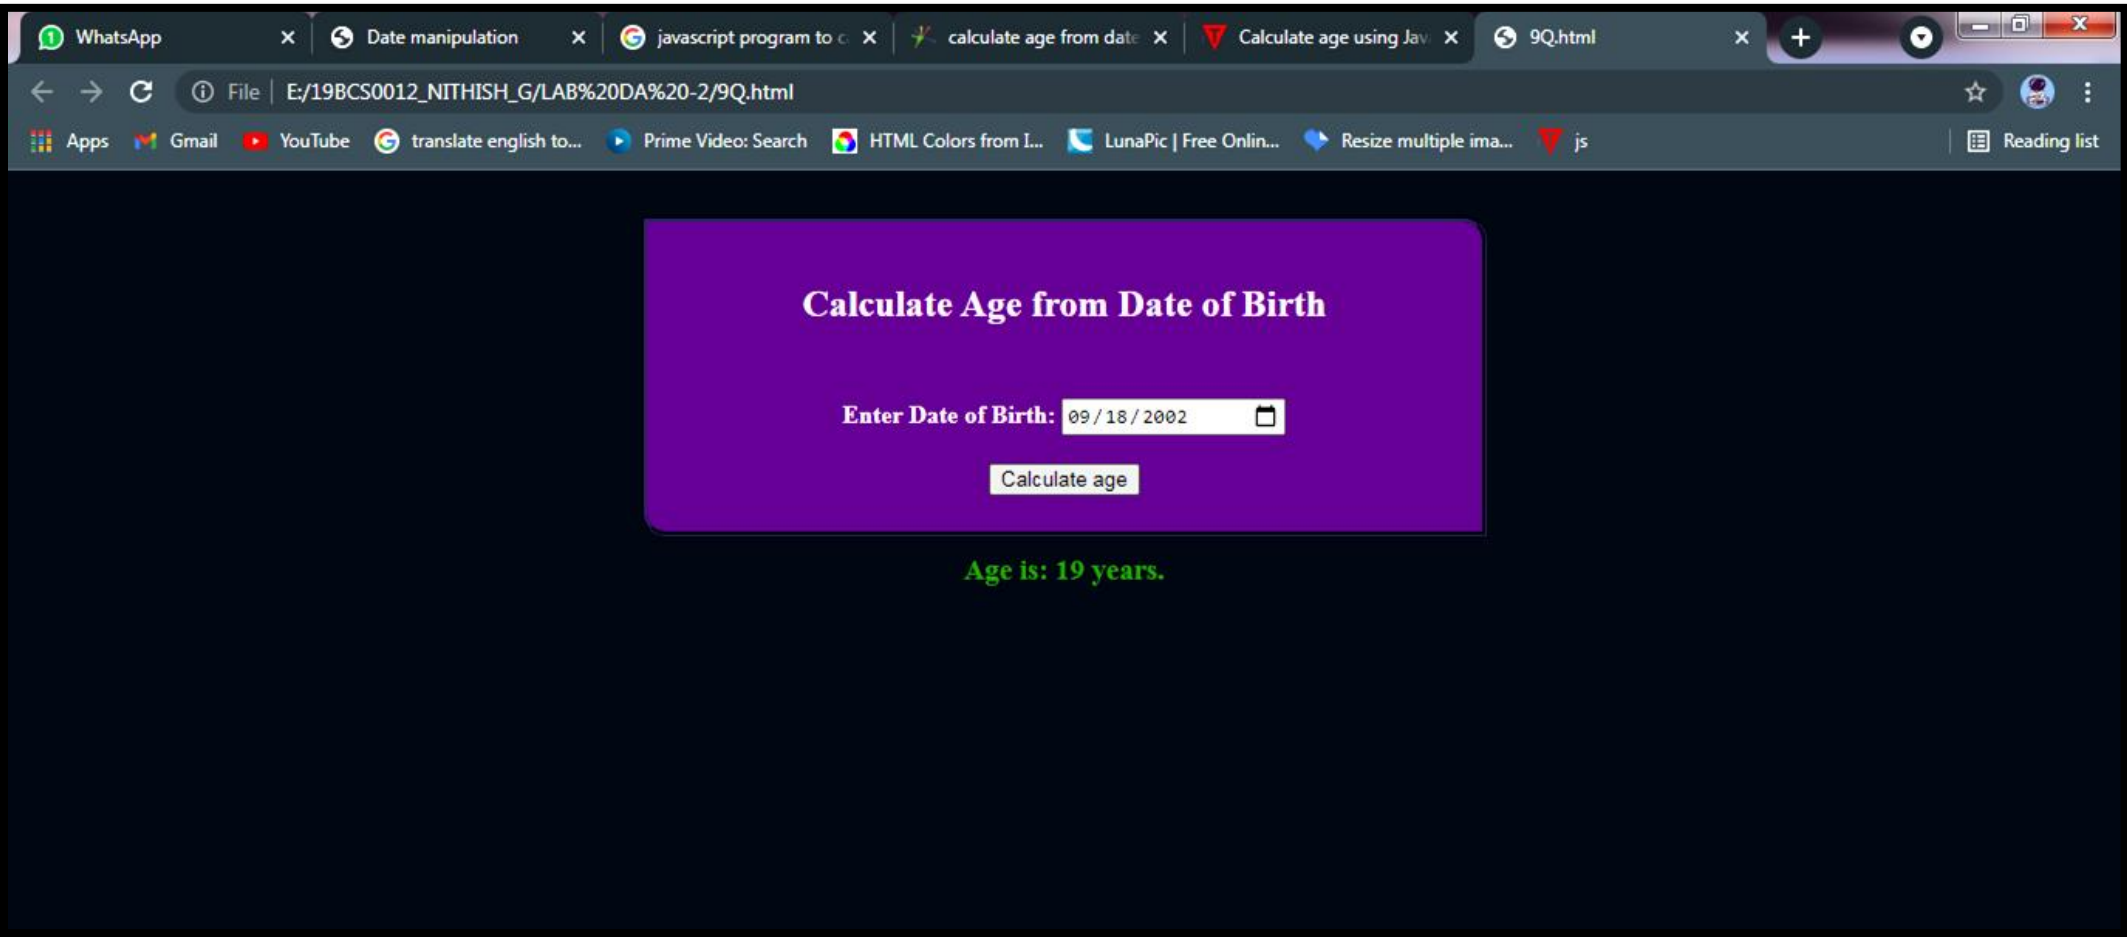 1 WhatsApp
Date manipulation
javascript program to c
calculate age from date
Calculate age using Jav
9Q.html
File E:/19BCS0012_NITHISH_G/LAB%20DA%20-2/9Q.html
Apps
Gmail
YouTube
translate english to...
Prime Video: Search
HTML Colors from I...
LunaPic | Free Onlin...
Resize multiple ima...
js
Reading list
Calculate Age from Date of Birth
Enter Date of Birth: 09/18/2002
Calculate age
Age is: 19 years.